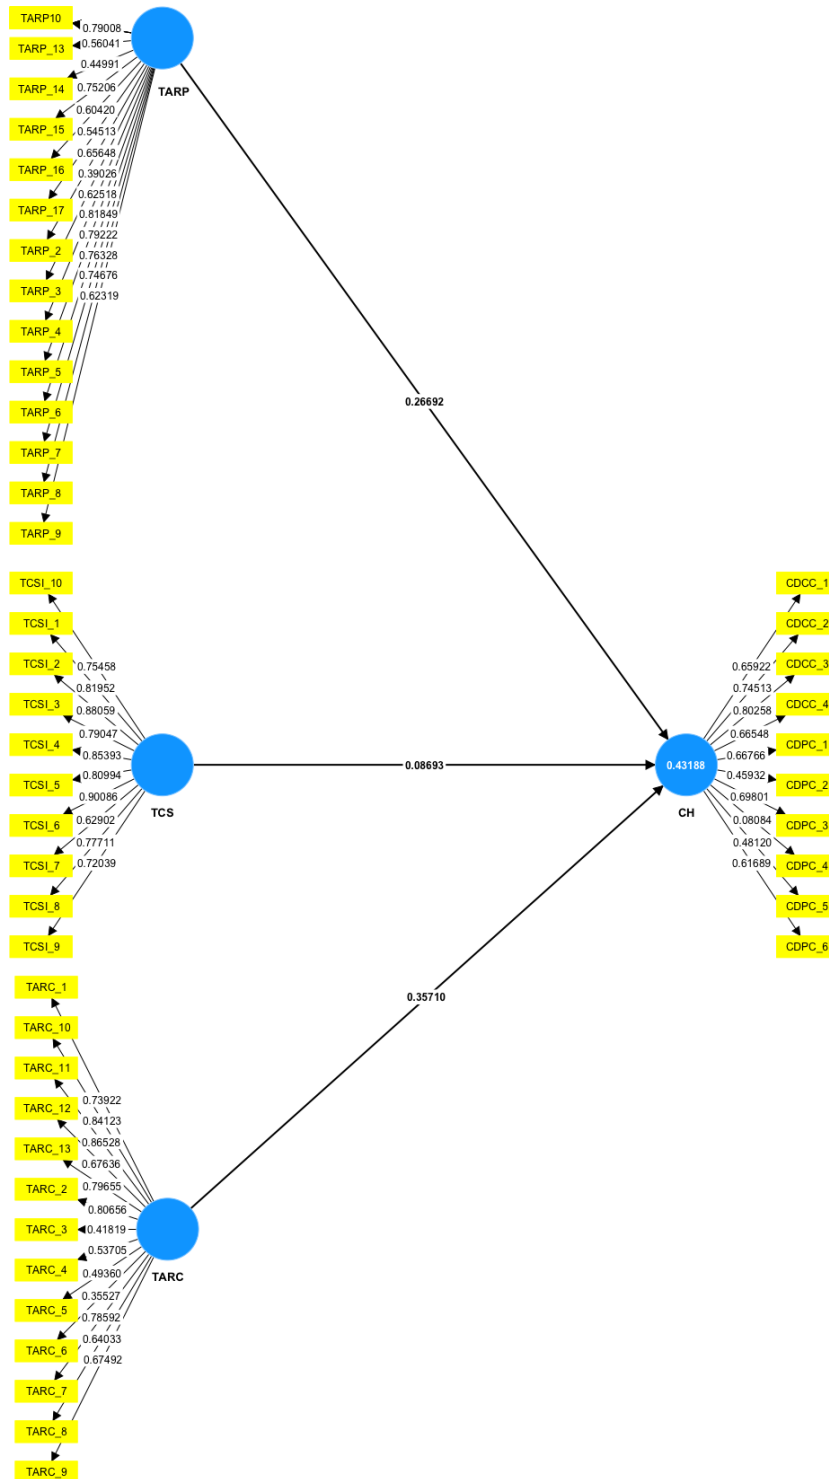 TARP10
TARP_13
TARP_14
TARP_15
TARP_16
TARP_17
TARP_2
TARP_3
TARP_4
TARP_5
TARP_6
TARP_7
TARP_8
TARP_9
0.79008
0.56041
0.44991
0.75206
0.60420
0.54513
0.65648
0.39026
0.62518
0.81849
0.79222
0.76328
0.74676
0.62319
TARP
0.26692
TCSI_10
TCSI_1
TCSI_2
TCSI_3
TCSI_4
TCSI_5
TCSI_6
TCSI_7
TCSI_8
TCSI_9
0.75458
0.81952
0.88059
0.79047
0.85393
0.80994
0.90086
0.62902
0.77711
0.72039
TCS
0.08693
0.43188
CH
0.65922
0.74513
0.80258
0.66548
0.66766
0.45932
0.69801
0.08084
0.48120
0.61689
CDCC_1
CDCC_2
CDCC_3
CDCC_4
CDPC_1
CDPC_2
CDPC_3
CDPC_4
CDPC_5
CDPC_6
0.35710
TARC_1
TARC_10
TARC_11
TARC_12
TARC_13
TARC_2
TARC_3
TARC_4
TARC_5
TARC_6
TARC_7
TARC_8
TARC_9
0.73922
0.84123
0.86528
0.67636
0.79655
0.80656
0.41819
0.53705
0.49360
0.35527
0.78592
0.64033
0.67492
TARC